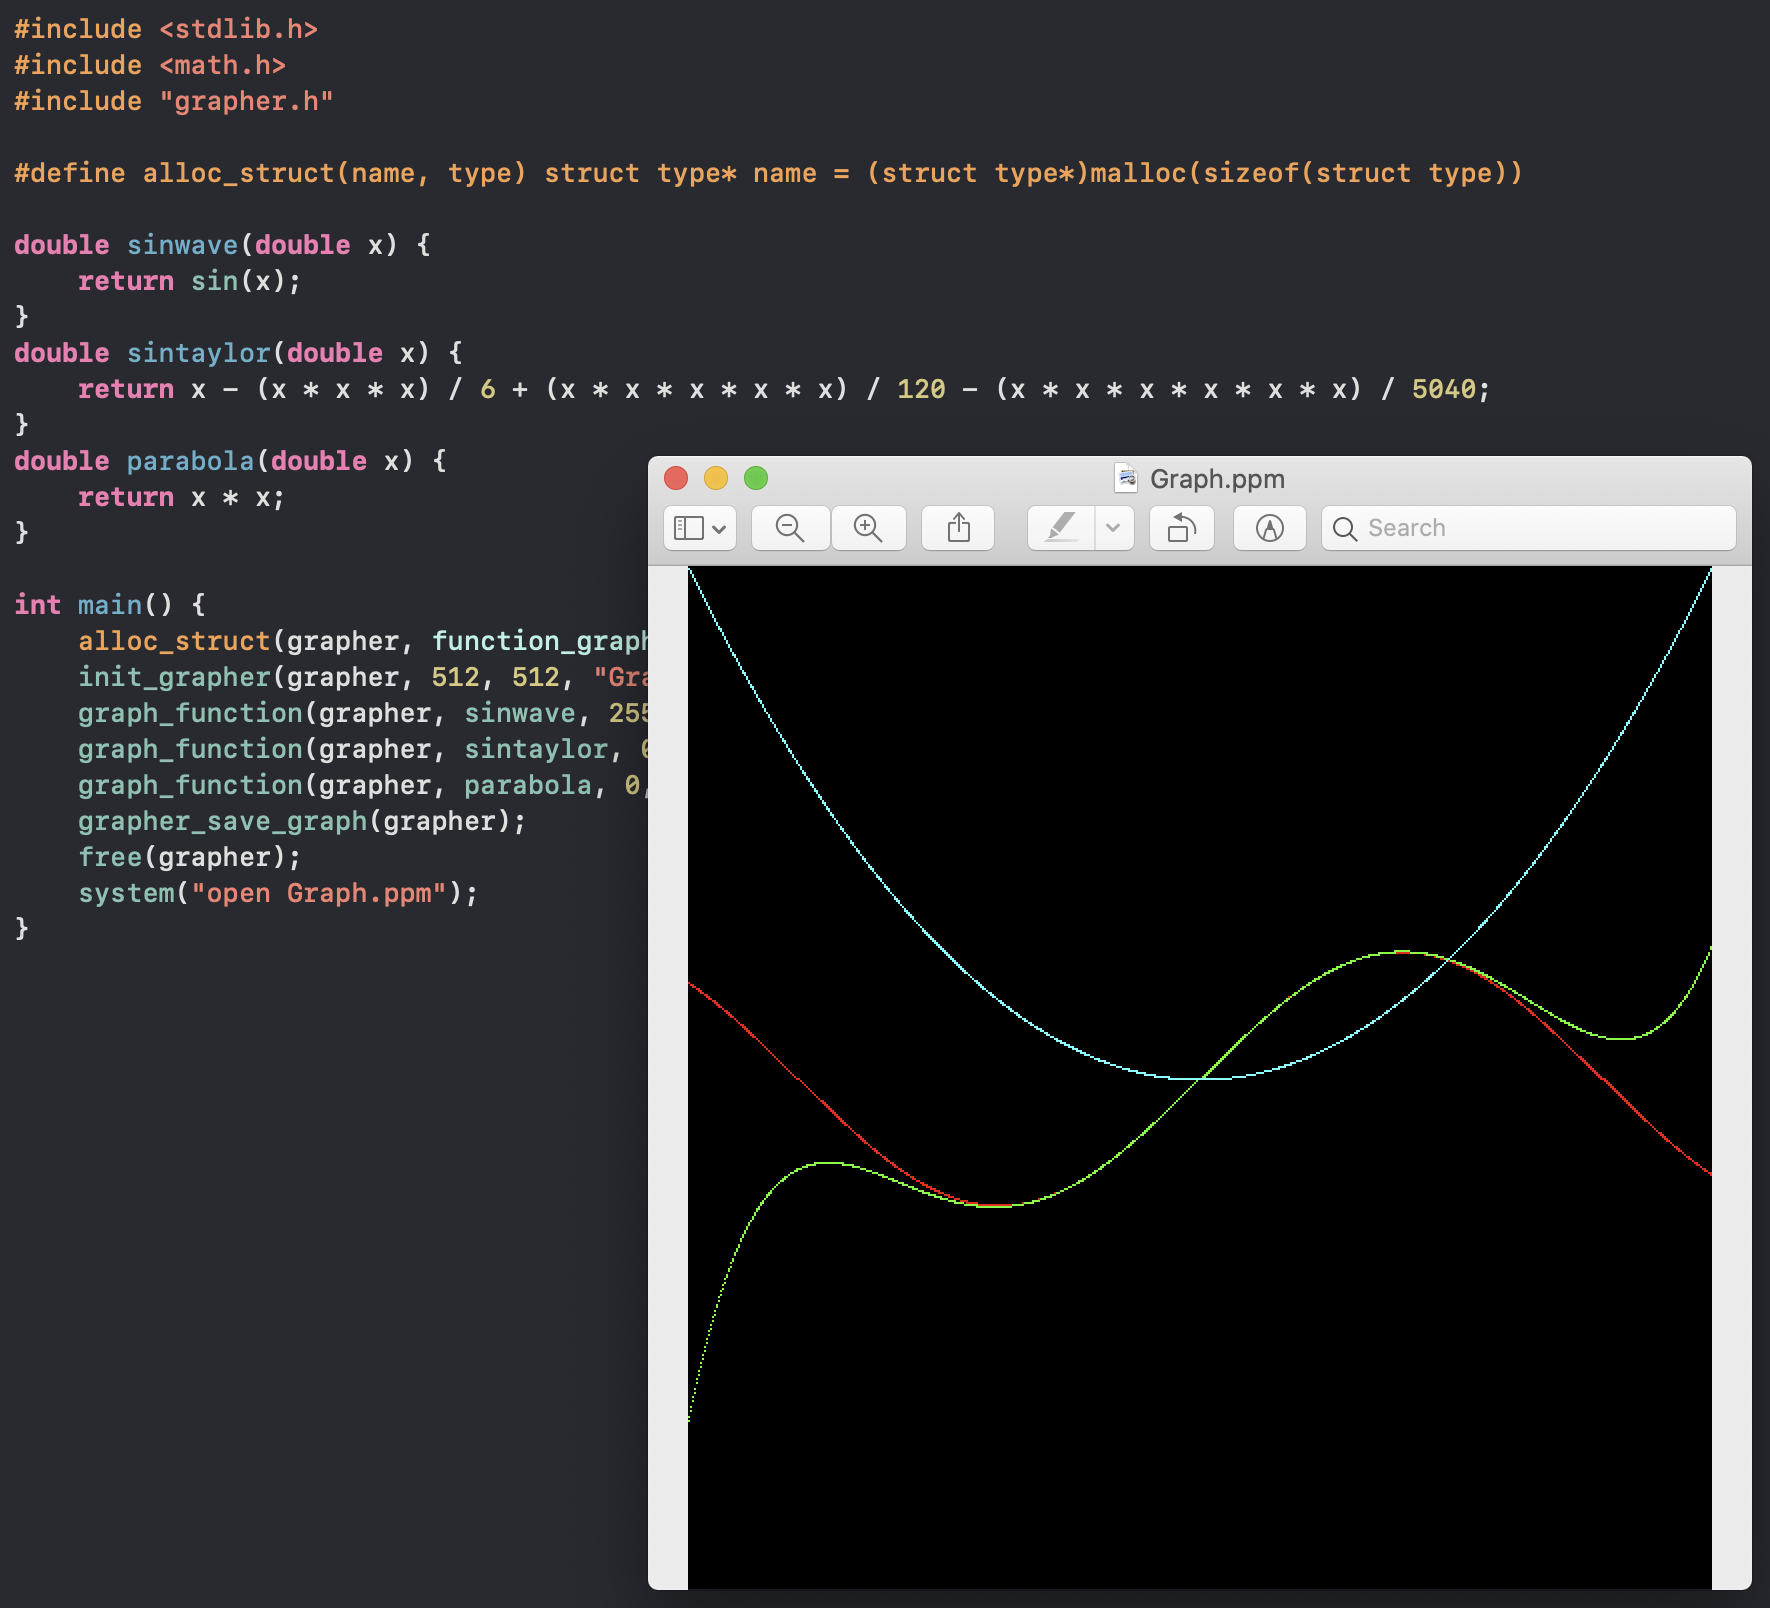 #include <stdlib.h>
#include <math.h>
#include "grapher.h"
#define alloc_struct(name, type) struct type* name = (struct type*)malloc(sizeof(struct type))
double sinwave(double x) {
    return sin(x);
}
double sintaylor(double x) {
    return x - (x * x * x) / 6 + (x * x * x * x * x) / 120 - (x * x * x * x * x * x) / 5040;
}
double parabola(double x) {
    return x * x;
}
int main() {
    alloc_struct(grapher, function_graph
    init_grapher(grapher, 512, 512, "Gra
    graph_function(grapher, sinwave, 255
    graph_function(grapher, sintaylor, 0
    graph_function(grapher, parabola, 0,
    grapher_save_graph(grapher);
    free(grapher);
    system("open Graph.ppm");
}
Graph.ppm
Search